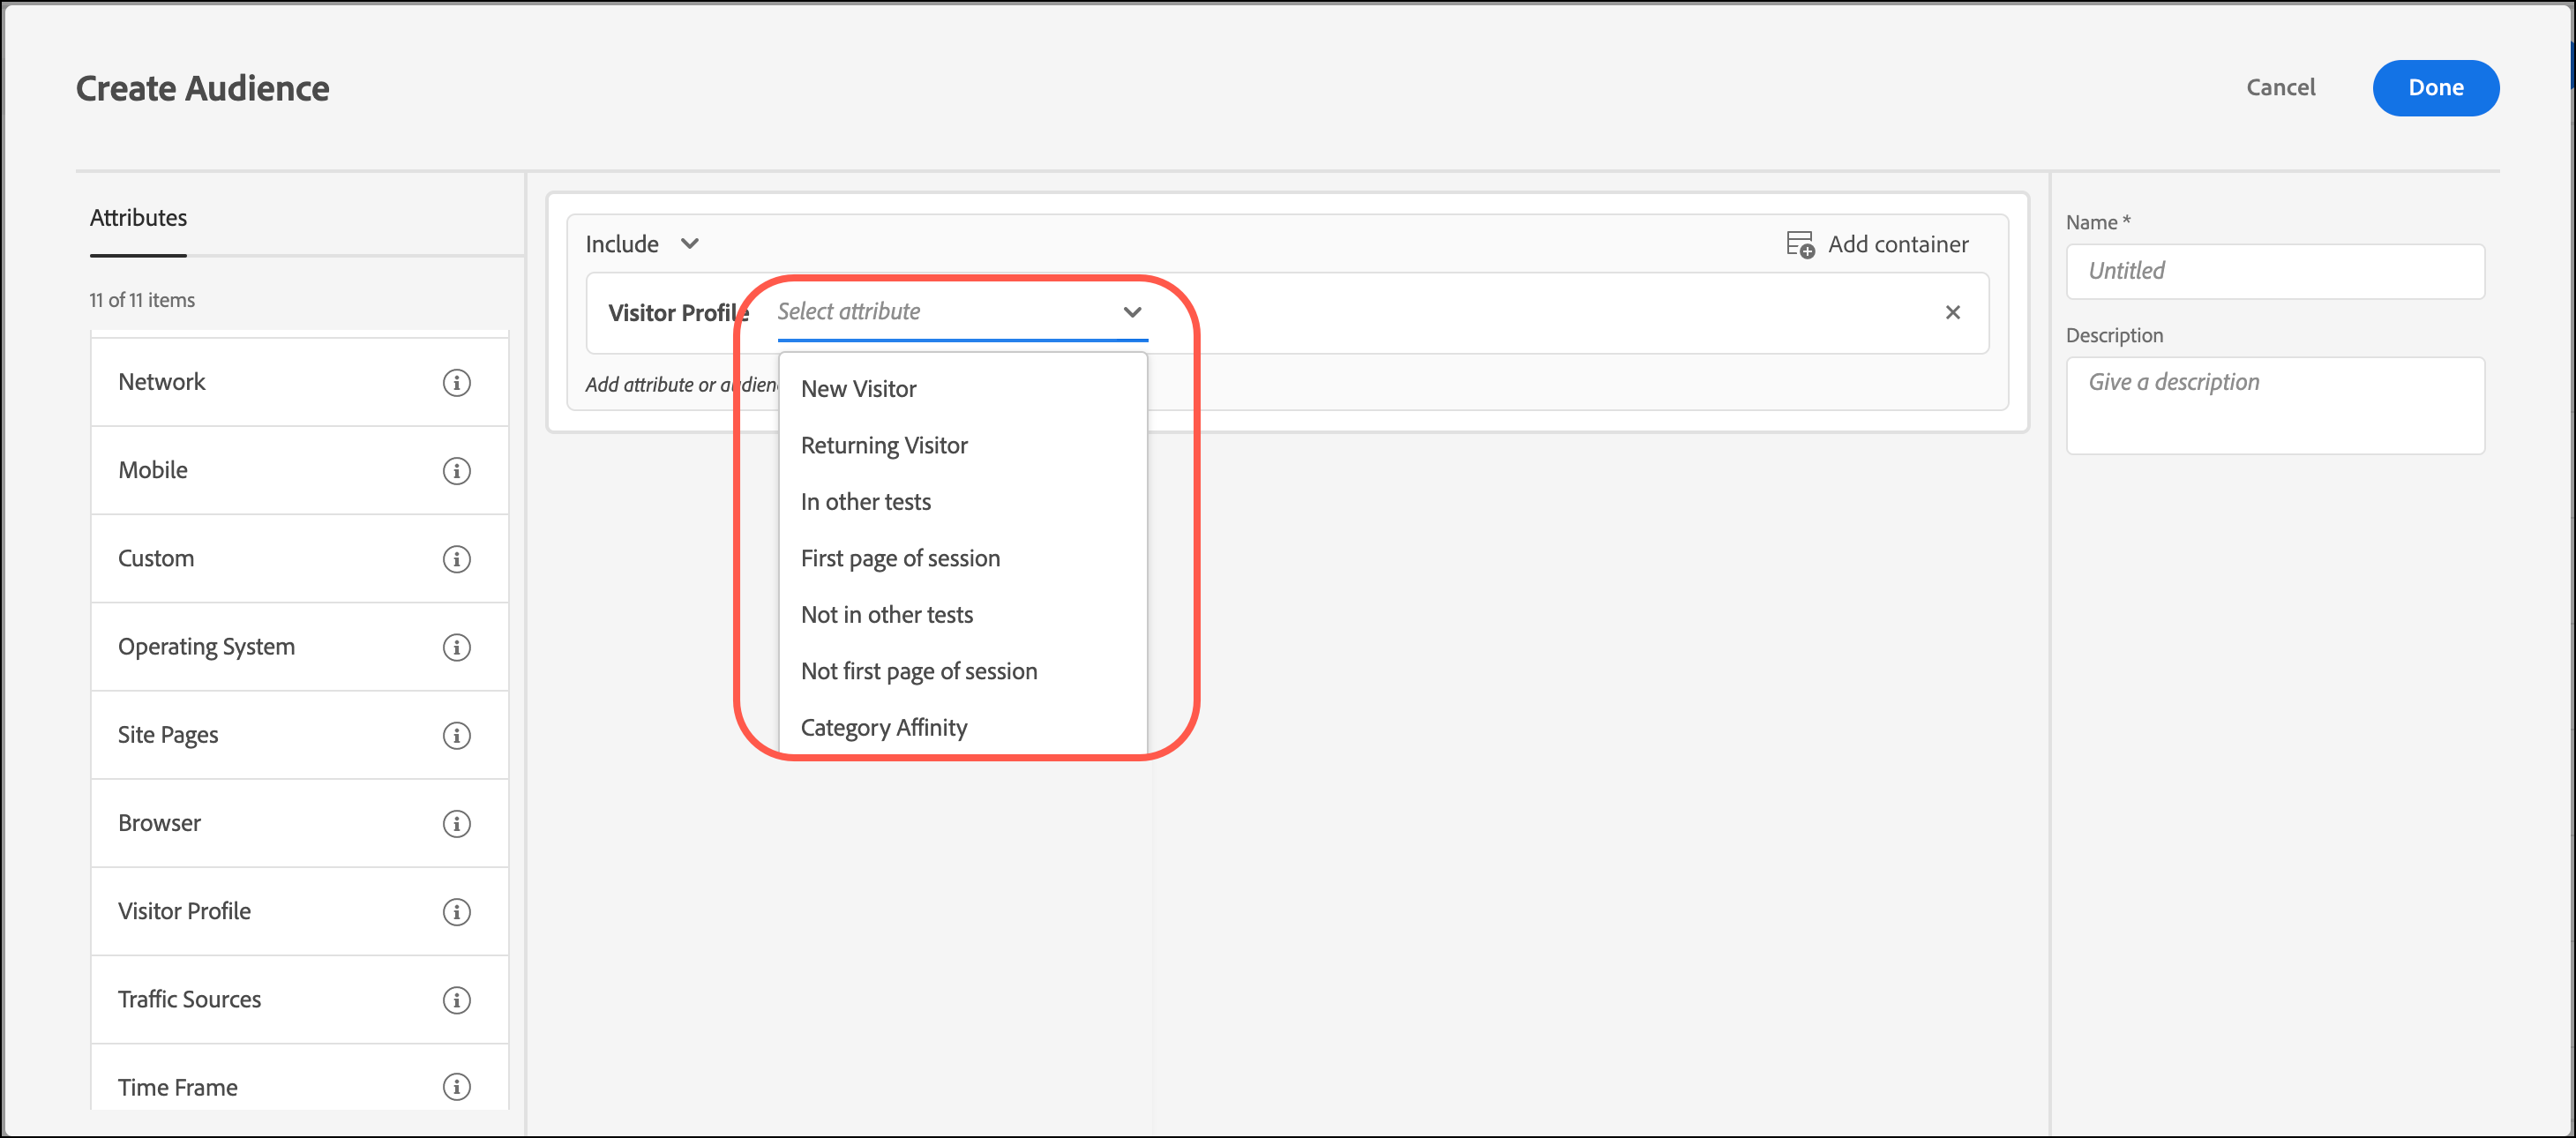 Create Audience
Cancel
Done
Attributes
11 of 11 items
Network
Mobile
Custom
Operating System
Site Pages
Browser
Visitor Profile
Traffic Sources
Time Frame
Include
Add container
Visitor Profile
Select attribute
Add attribute or audien
New Visitor
Returning Visitor
In other tests
First page of session
Not in other tests
Not first page of session
Category Affinity
Name *
Untitled
Description
Give a description